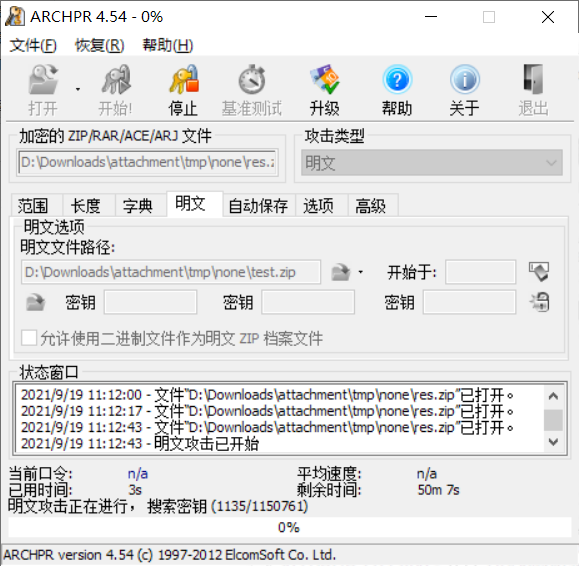 ARCHPR 4.54 - 0%
文件(F) 恢复(R) 帮助(H)
打开 开始! 停止 基准测试 升级 帮助 关于 退出
加密的 ZIP/RAR/ACE/ARJ 文件 攻击类型
D:\Downloads\attachment\tmp\none\res.z 明文
范围 长度 字典 明文 自动保存 选项 高级
明文选项
明文文件路径:
D:\Downloads\attachment\tmp\none\test.zip 开始于:
密钥 密钥 密钥
允许使用二进制文件作为明文 ZIP 档案文件
状态窗口
2021/9/19 11:12:00 - 文件“D:\Downloads\attachment\tmp\none\res.zip”已打开。
2021/9/19 11:12:17 - 文件“D:\Downloads\attachment\tmp\none\res.zip”已打开。
2021/9/19 11:12:43 - 文件“D:\Downloads\attachment\tmp\none\res.zip”已打开。
2021/9/19 11:12:43 - 明文攻击已开始
当前口令: n/a 平均速度: n/a
已用时间: 3s 剩余时间: 50m 7s
明文攻击正在进行，搜索密钥 (1135/1150761)
0%
ARCHPR version 4.54 (c) 1997-2012 ElcomSoft Co. Ltd.